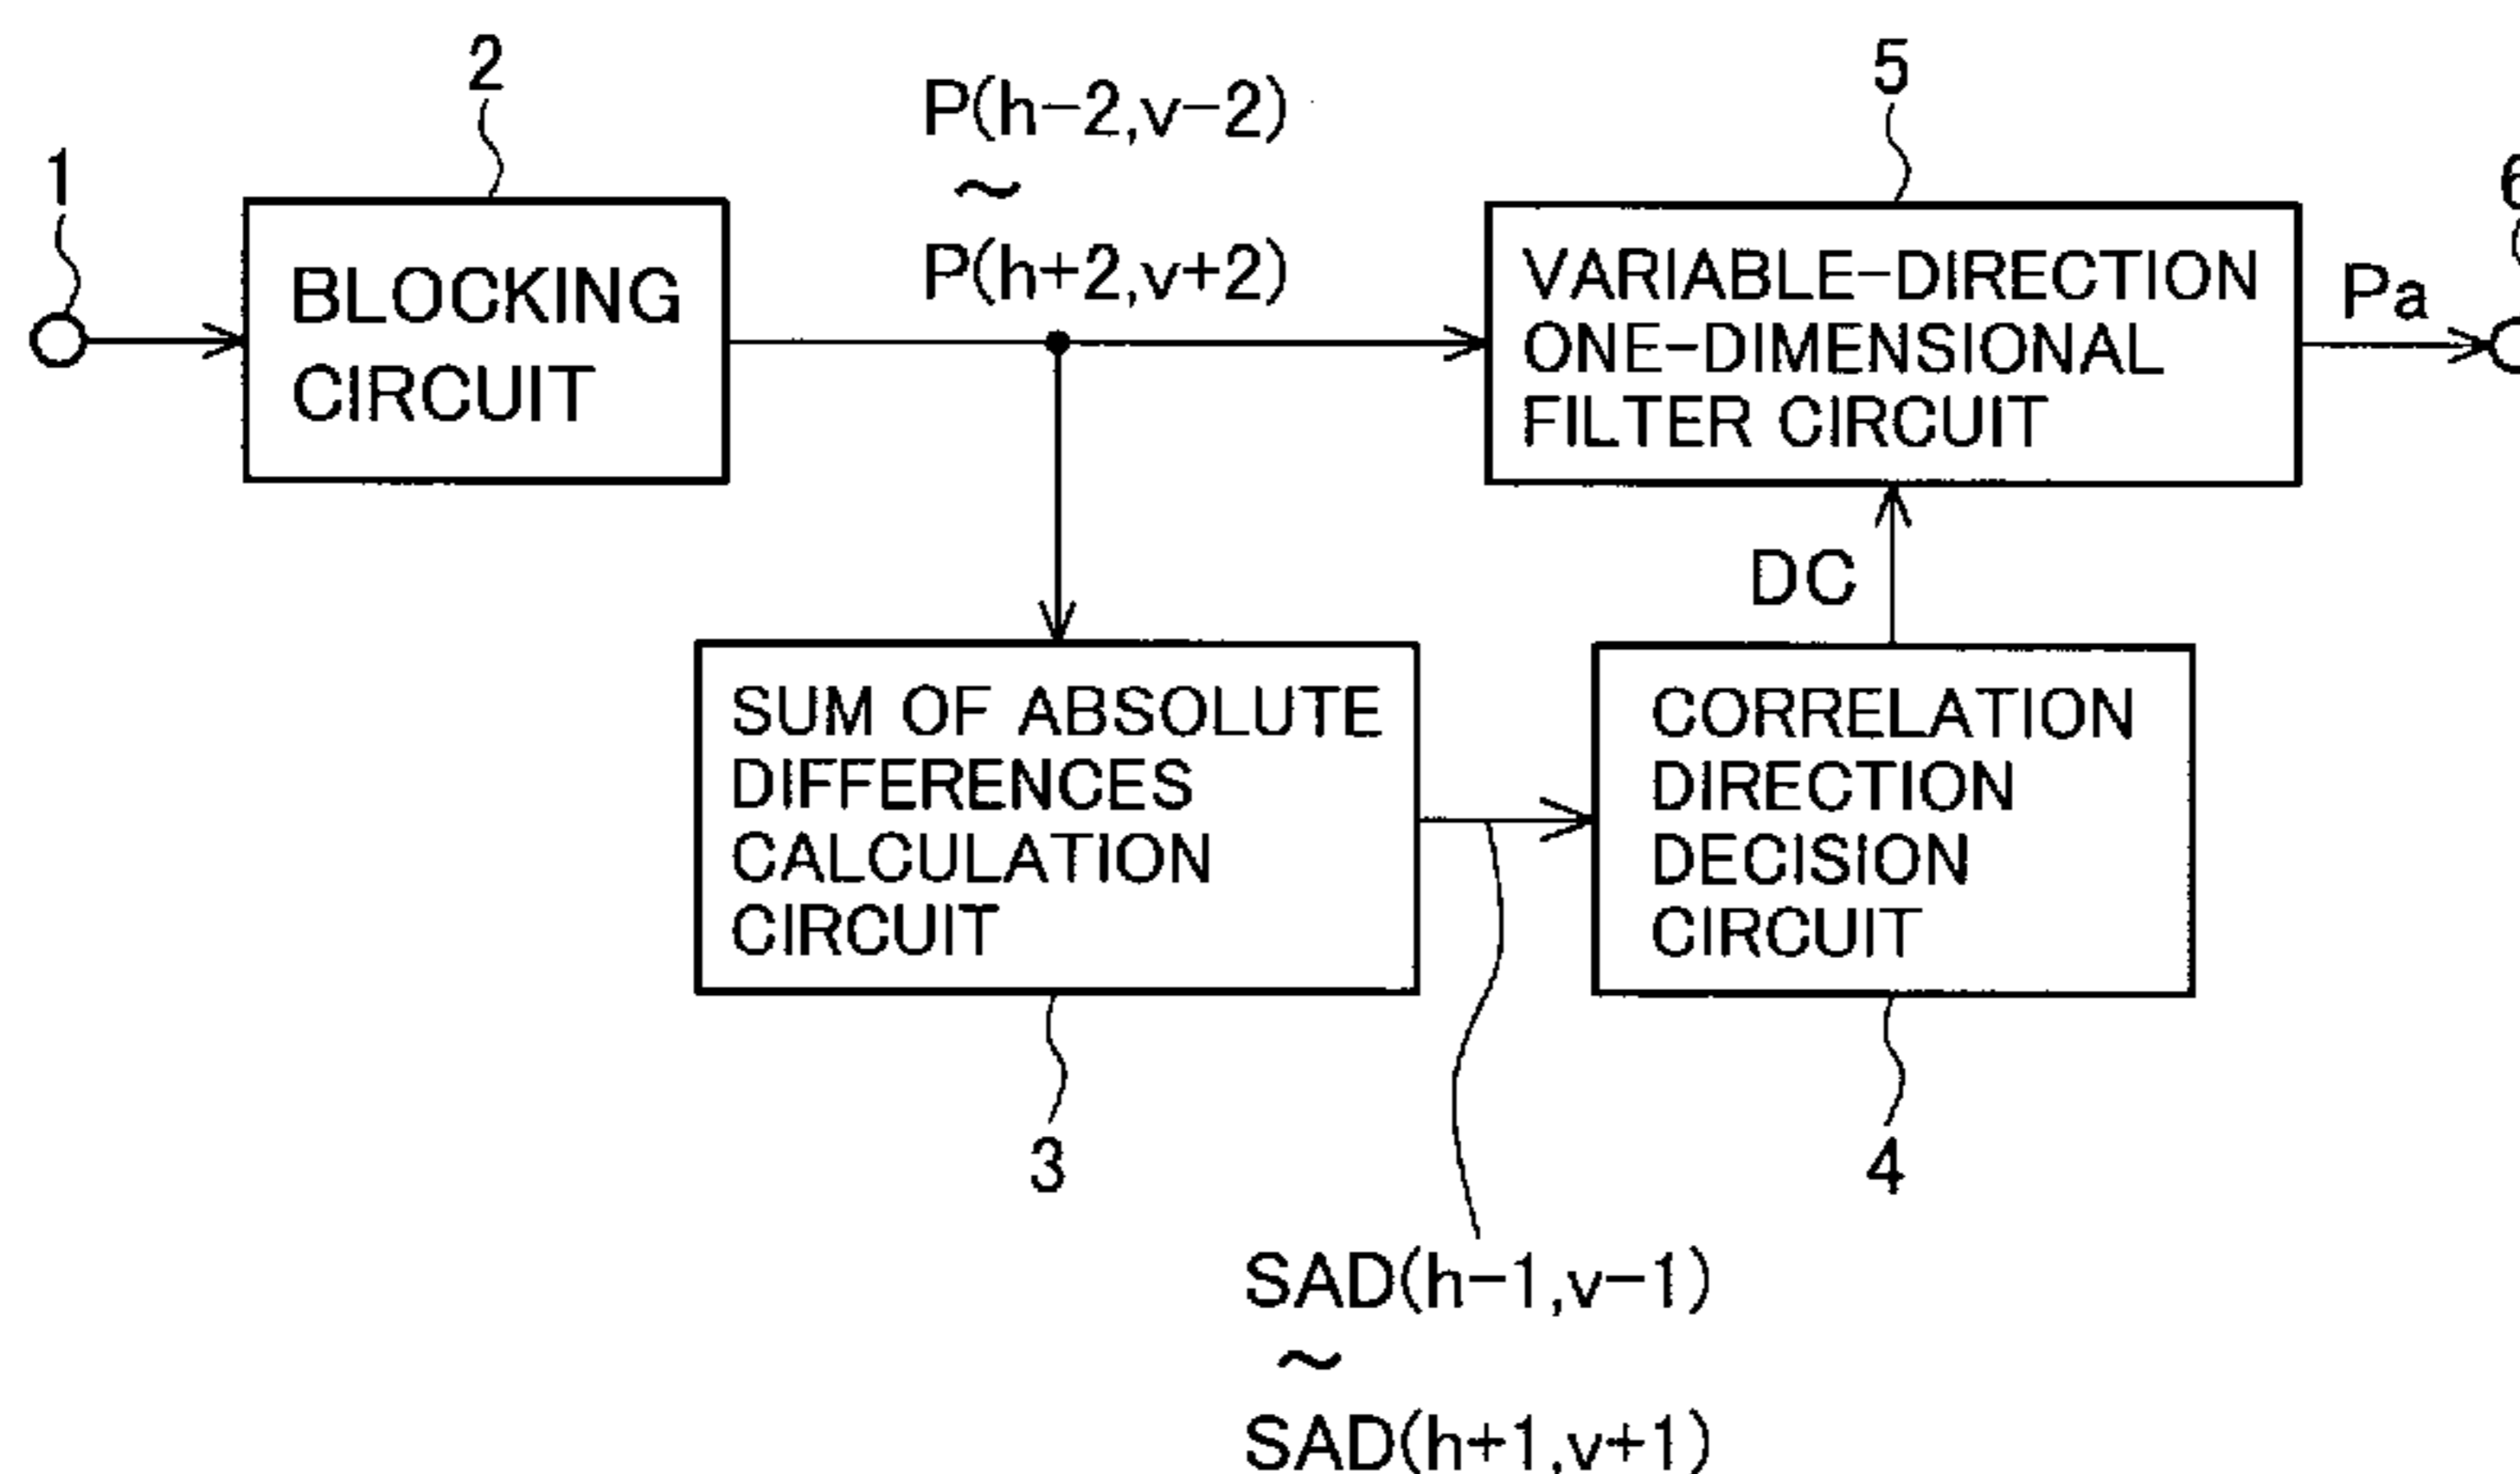 1
2
BLOCKING
CIRCUIT
P(h-2,v-2)
~
P(h+2,v+2)
5
VARIABLE-DIRECTION
ONE-DIMENSIONAL
FILTER CIRCUIT
Pa
6
DC
SUM OF ABSOLUTE
DIFFERENCES
CALCULATION
CIRCUIT
3
CORRELATION
DIRECTION
DECISION
CIRCUIT
4
SAD(h-1,v-1)
~
SAD(h+1,v+1)